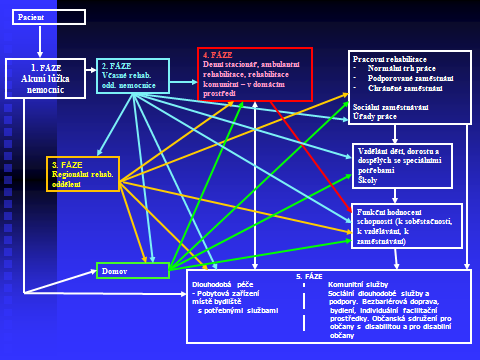 Pacient
1. FÁZE
Akuní lůžka
nemocnic
2. FÁZE
Včasné rehab.
odd. nemocnice
4. FÁZE
Denní stacionář, ambulantní
rehabilitace, rehabilitace
komunitní – v domácím
prostředí
Pracovní rehabilitace
- Normální trh práce
- Podporované zaměstnání
- Chráněné zaměstnání
Sociální zaměstnávání
Úřady práce
3. FÁZE
Regionální rehab.
oddělení
Vzdělání dětí, dorostu a
dospělých se speciálními
potřebami
Školy
Funkční hodnocení
schopností (k soběstačnosti,
k vzdělávání, k
zaměstnávání)
Domov
5. FÁZE
Dlouhodobá péče
- Pobytová zařízení
místě bydliště
s potřebnými službami
Komunitní služby
Sociální dlouhodobé služby a
podpory. Bezbariérová doprava,
bydlení, individuální facilitační
prostředky. Občanská sdružení pro
občany s disabilitou a pro disabilní
občany